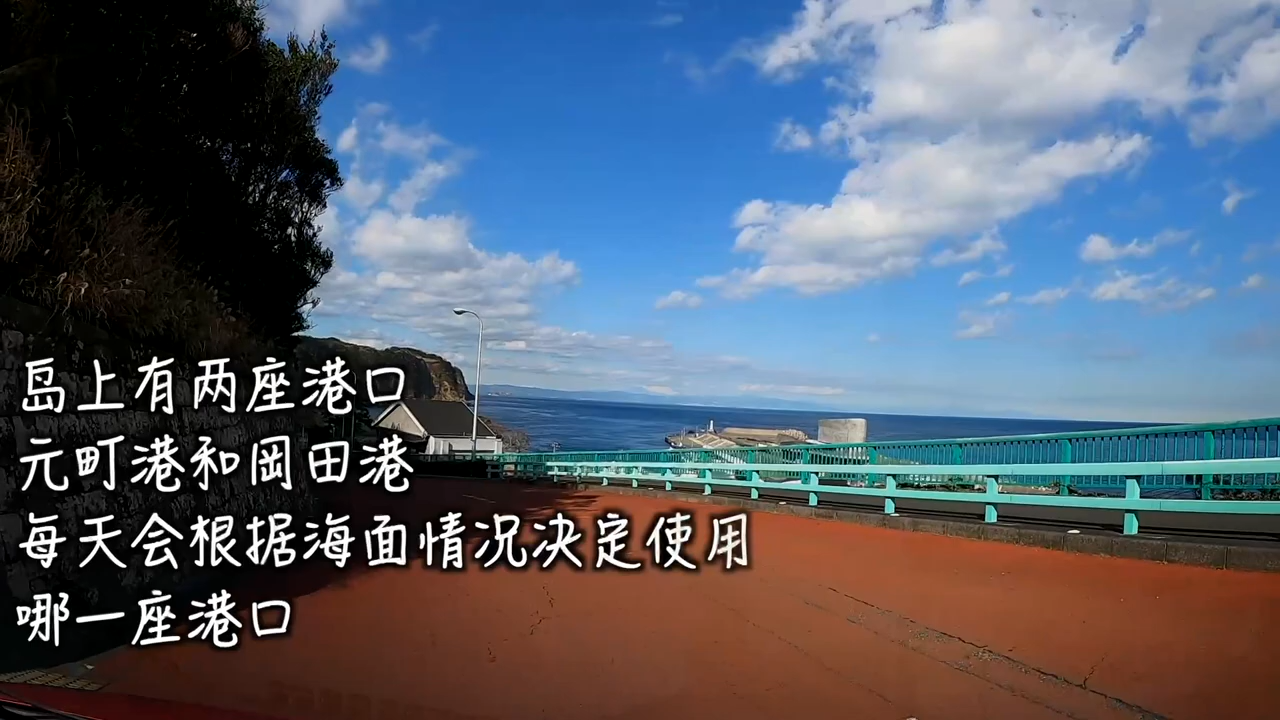 岛上有两座港口
元町港和岡田港
每天会根据海面情况决定使用
哪一座港口